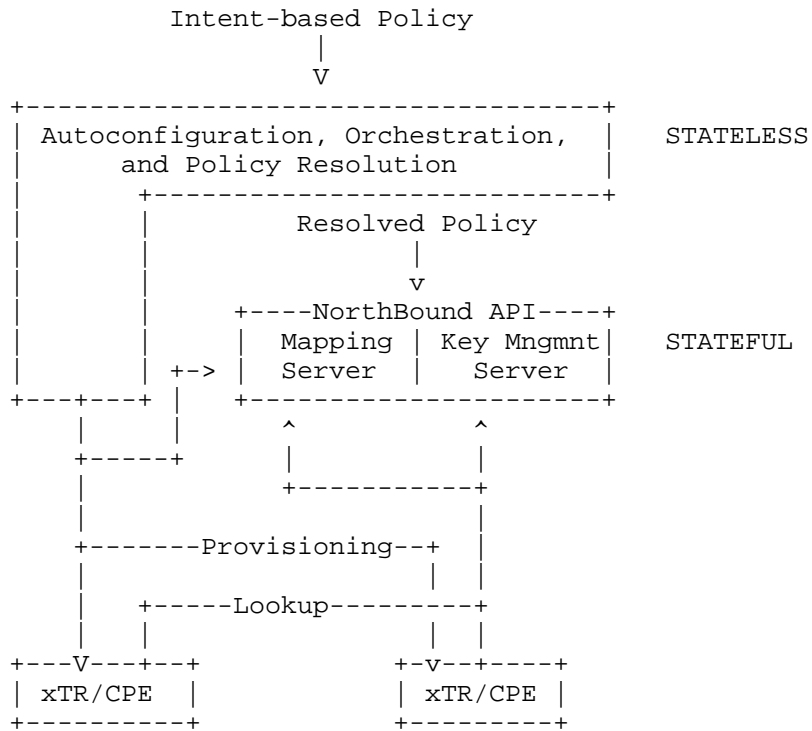 Intent-based Policy
Autoconfiguration, Orchestration, STATELESS
and Policy Resolution
Resolved Policy
NorthBound API
Mapping Key Mngmnt STATEFUL
Server Server
Provisioning
Lookup
xTR/CPE xTR/CPE